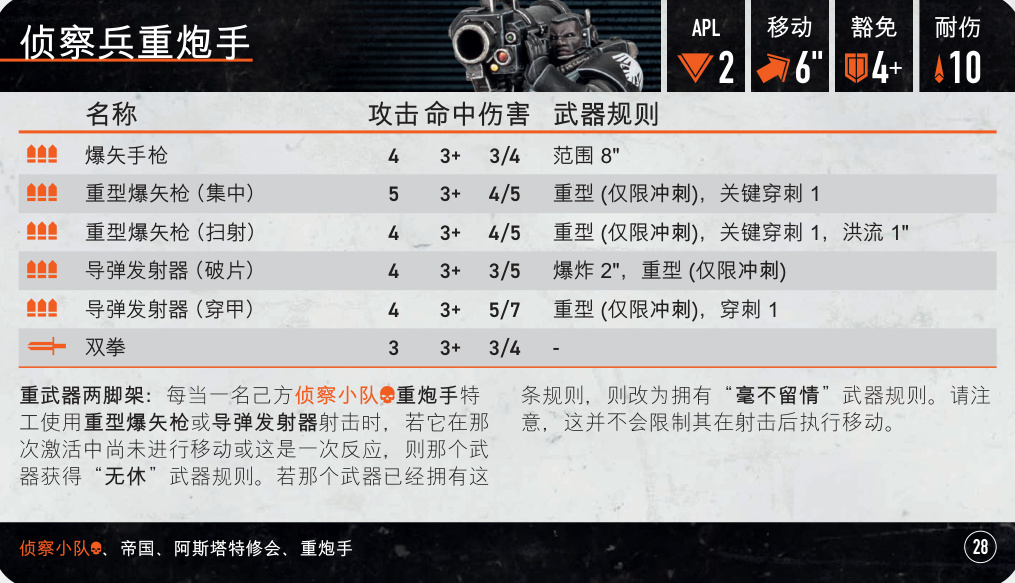 侦察兵重炮手
APL 移动 豁免 耐伤
2 6" 4+ 10
名称 攻击 命中 伤害 武器规则
爆矢手枪 4 3+ 3/4 范围 8"
重型爆矢枪（集中） 5 3+ 4/5 重型 (仅限冲刺)，关键穿刺 1
重型爆矢枪（扫射） 4 3+ 4/5 重型 (仅限冲刺)，关键穿刺 1，洪流 1"
导弹发射器（破片） 4 3+ 3/5 爆炸 2"，重型 (仅限冲刺)
导弹发射器（穿甲） 4 3+ 5/7 重型 (仅限冲刺)，穿刺 1
双拳 3 3+ 3/4 -
重武器两脚架：每当一名己方侦察小队重炮手特
工使用重型爆矢枪或导弹发射器射击时，若它在那
次激活中尚未进行移动或这是一次反应，则那个武
器获得“无休”武器规则。若那个武器已经拥有这
条规则，则改为拥有“毫不留情”武器规则。请注
意，这并不会限制其在射击后执行移动。
侦察小队、帝国、阿斯塔特修会、重炮手
28